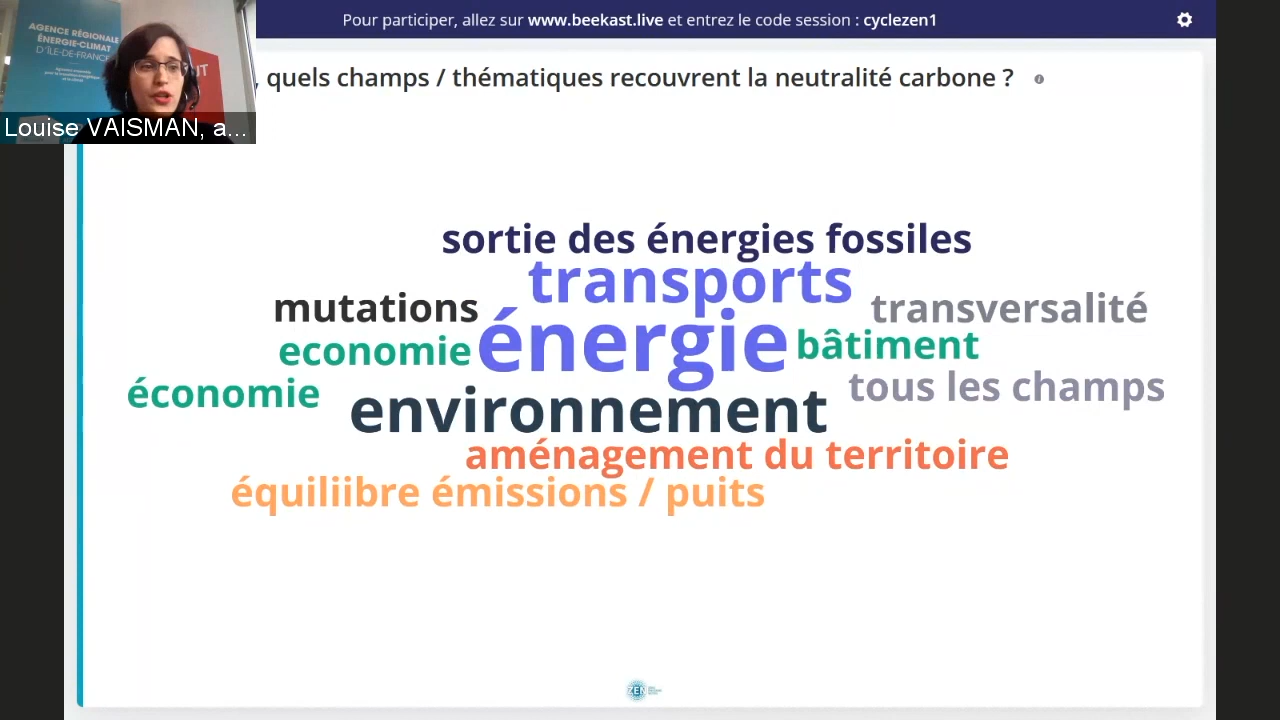 Pour participer, allez sur www.beekast.live et entrez le code session : cyclezen1
AGENCE RÉGIONALE
ÉNERGIE-CLIMAT
D'ÎLE-DE-FRANCE
Louise VAISMAN, a...
, quels champs / thématiques recouvrent la neutralité carbone ?
sortie des énergies fossiles
transports
mutations
transversalité
énergie
economie
bâtiment
économie
tous les champs
environnement
aménagement du territoire
équiliibre émissions / puits
ZEN